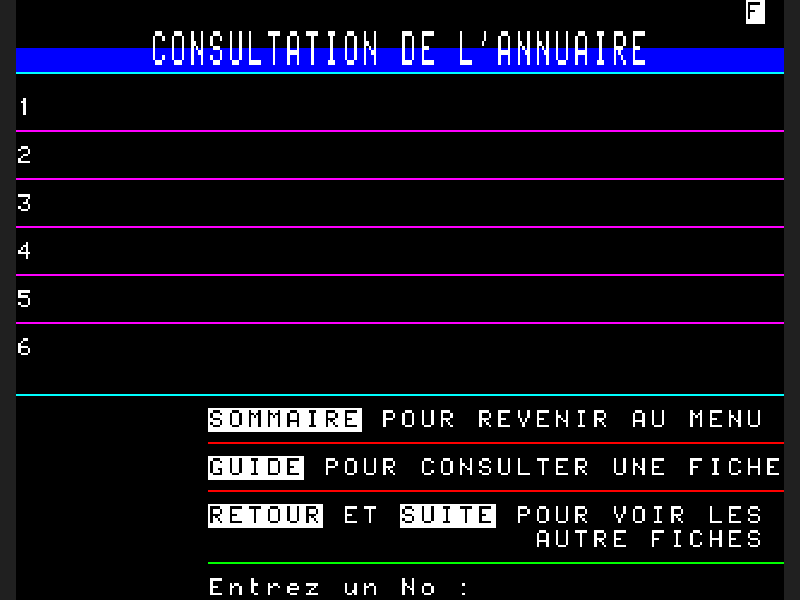 F
CONSULTATION DE L'ANNUAIRE
1
2
3
4
5
6
SOMMAIRE POUR REVENIR AU MENU
GUIDE POUR CONSULTER UNE FICHE
RETOUR ET SUITE POUR VOIR LES
AUTRE FICHES
Entrez un No :